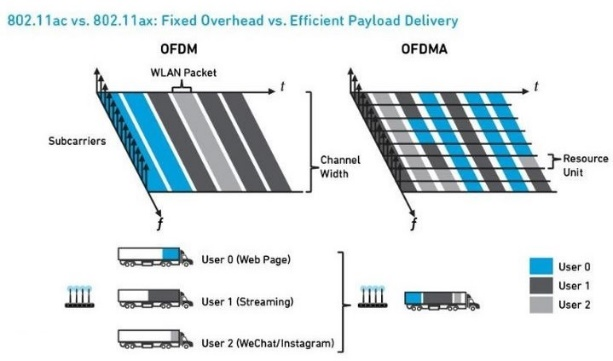 802.11ac vs. 802.11ax: Fixed Overhead vs. Efficient Payload Delivery
OFDM
OFDMA
WLAN Packet
t
t
Subcarriers
Channel
Width
Resource
Unit
f
f
User 0 (Web Page)
User 1 (Streaming)
User 2 (WeChat/Instagram)
User 0
User 1
User 2